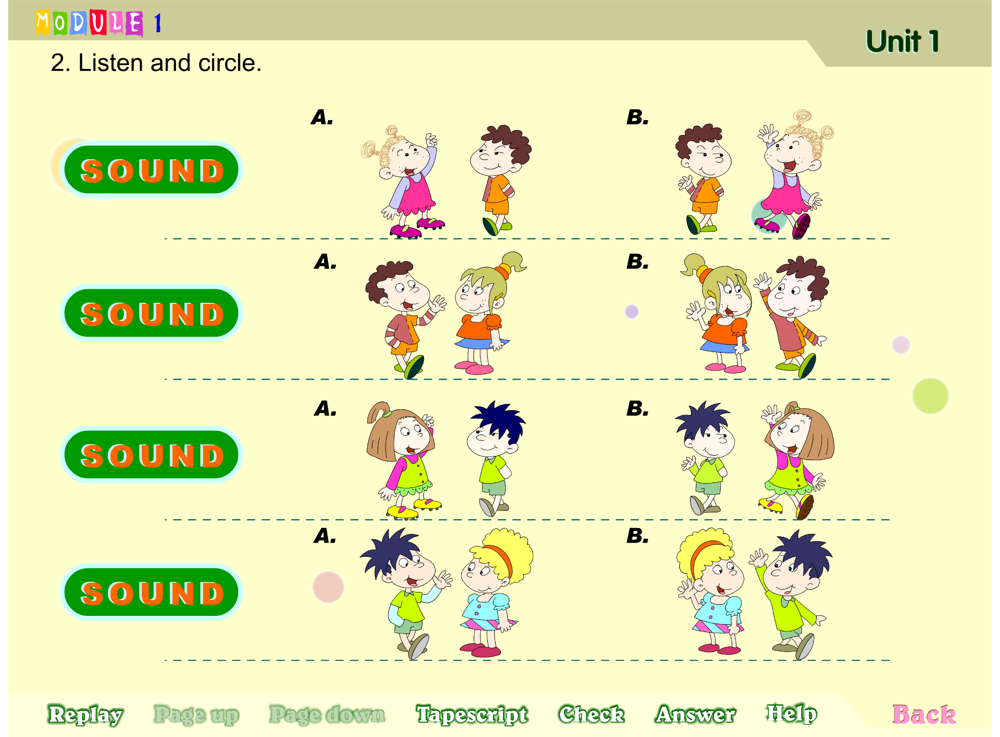 MODULE 1
Unit 1
2. Listen and circle.
A.
B.
SOUND
A.
B.
SOUND
A.
B.
SOUND
A.
B.
SOUND
Replay Page up Page down Tapescript Check Answer Help Back